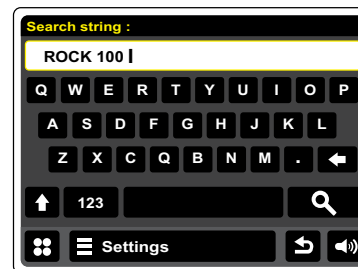 Search string :
ROCK 100
Q W E R T Y U I O P
A S D F G H J K L
Z X C Q B N M .
123
Settings